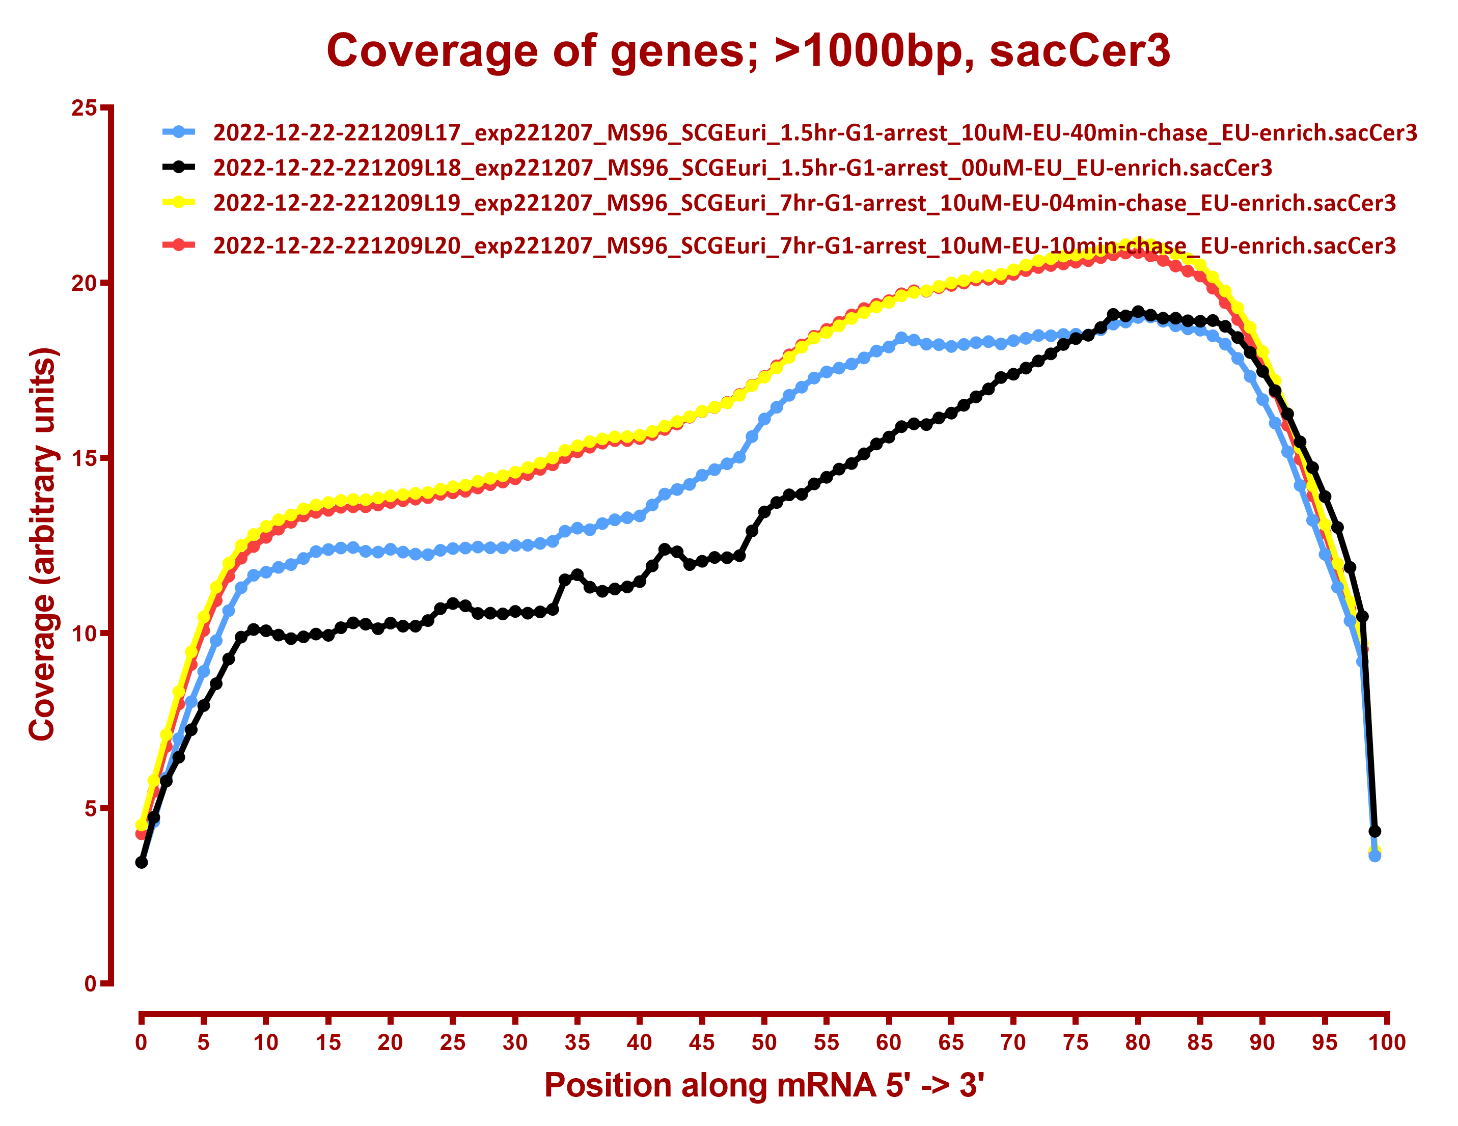 Coverage of genes; >1000bp, sacCer3
25
2022-12-22-221209L17_exp221207_MS96_SCGEuri_1.5hr-G1-arrest_10uM-EU-40min-chase_EU-enrich.sacCer3
2022-12-22-221209L18_exp221207_MS96_SCGEuri_1.5hr-G1-arrest_00uM-EU_EU-enrich.sacCer3
2022-12-22-221209L19_exp221207_MS96_SCGEuri_7hr-G1-arrest_10uM-EU-04min-chase_EU-enrich.sacCer3
2022-12-22-221209L20_exp221207_MS96_SCGEuri_7hr-G1-arrest_10uM-EU-10min-chase_EU-enrich.sacCer3
20
15
10
5
0
Coverage (arbitrary units)
0 5 10 15 20 25 30 35 40 45 50 55 60 65 70 75 80 85 90 95 100
Position along mRNA 5' -> 3'